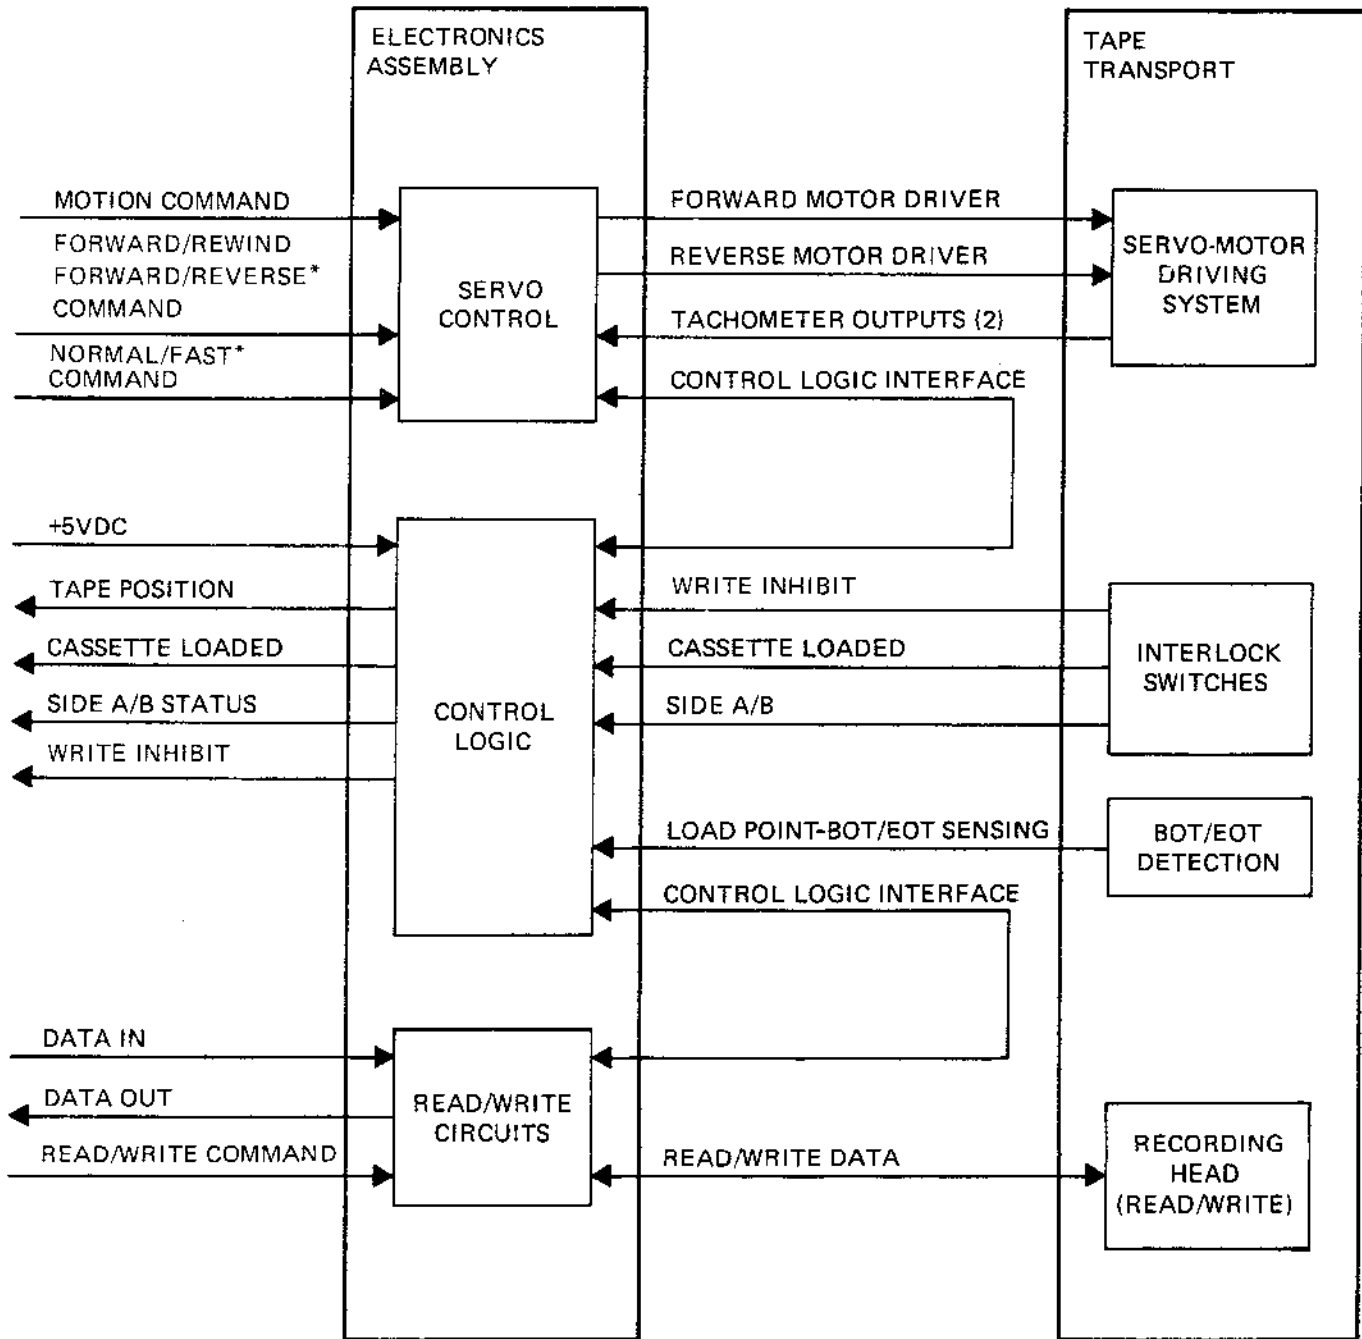 ELECTRONICS
ASSEMBLY
TAPE
TRANSPORT
MOTION COMMAND
FORWARD/REWIND
FORWARD/REVERSE*
COMMAND
NORMAL/FAST*
COMMAND
SERVO
CONTROL
FORWARD MOTOR DRIVER
REVERSE MOTOR DRIVER
TACHOMETER OUTPUTS (2)
CONTROL LOGIC INTERFACE
SERVO-MOTOR
DRIVING
SYSTEM
+5VDC
TAPE POSITION
CASSETTE LOADED
SIDE A/B STATUS
WRITE INHIBIT
CONTROL
LOGIC
WRITE INHIBIT
CASSETTE LOADED
SIDE A/B
INTERLOCK
SWITCHES
LOAD POINT-BOT/EOT SENSING
BOT/EOT
DETECTION
CONTROL LOGIC INTERFACE
DATA IN
DATA OUT
READ/WRITE COMMAND
READ/WRITE
CIRCUITS
READ/WRITE DATA
RECORDING
HEAD
(READ/WRITE)